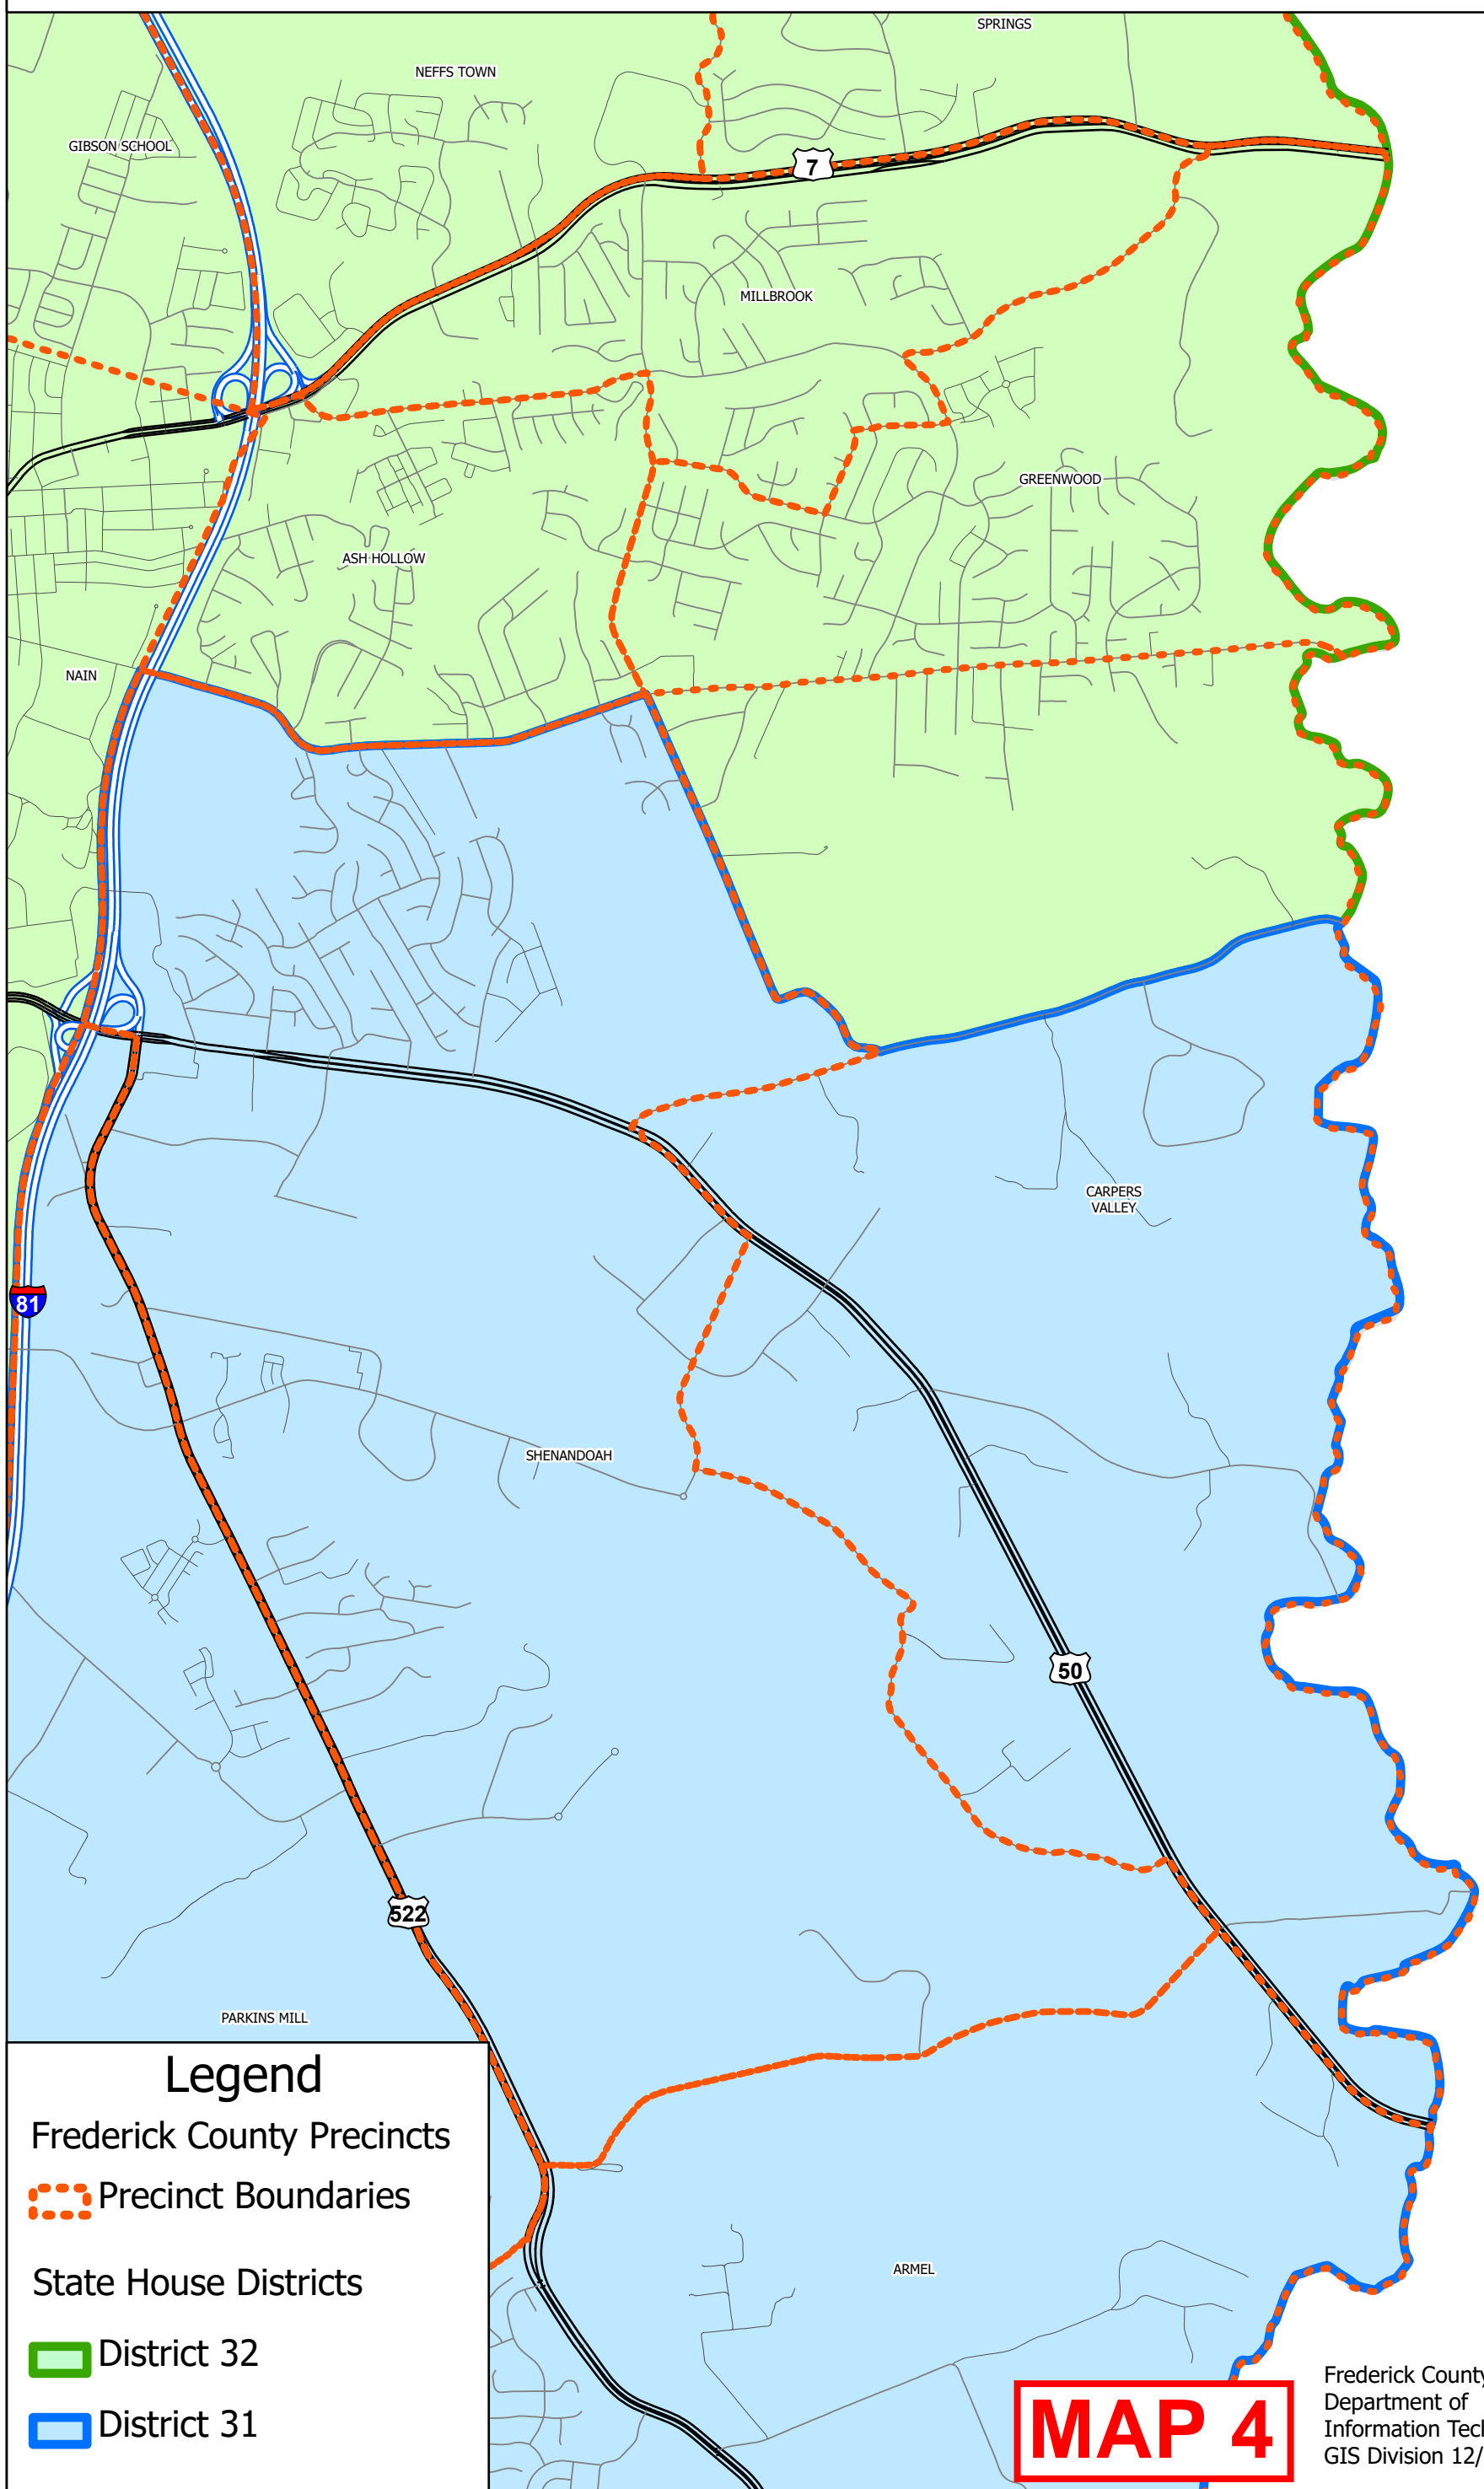 SPRINGS
NEFFS TOWN
GIBSON SCHOOL
7
MILLBROOK
GREENWOOD
ASH HOLLOW
NAIN
CARPERS
VALLEY
81
SHENANDOAH
50
522
PARKINS MILL
ARMEL
Legend
Frederick County Precincts
Precinct Boundaries
State House Districts
District 32
District 31
MAP 4
Frederick County
Department of
Information Tech
GIS Division 12/